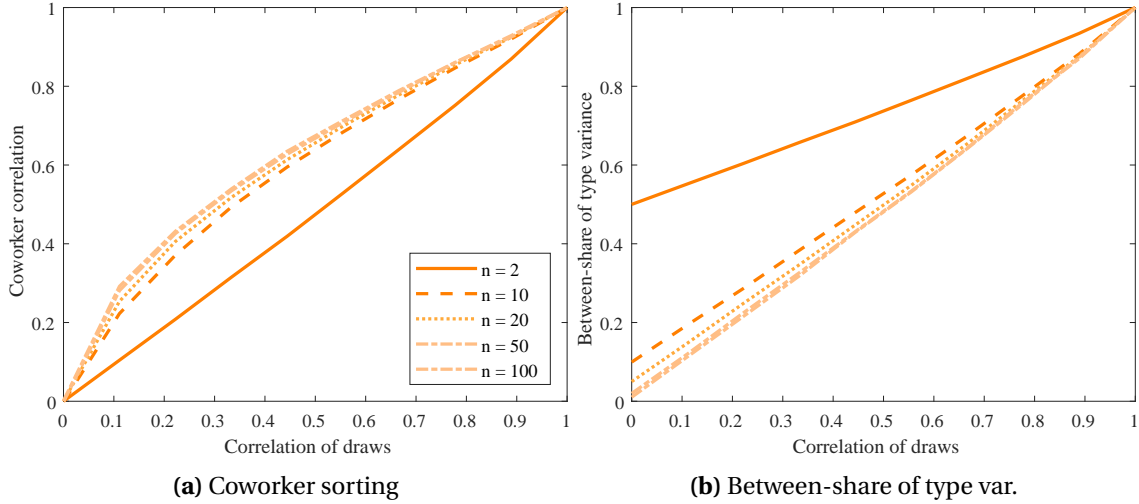 1
0.8
0.6
0.4
0.2
0
Coworker correlation
0 0.1 0.2 0.3 0.4 0.5 0.6 0.7 0.8 0.9 1
Correlation of draws
n = 2
n = 10
n = 20
n = 50
n = 100
(a) Coworker sorting
1
0.8
0.6
0.4
0.2
0
Between-share of type variance
0 0.1 0.2 0.3 0.4 0.5 0.6 0.7 0.8 0.9 1
Correlation of draws
(b) Between-share of type var.